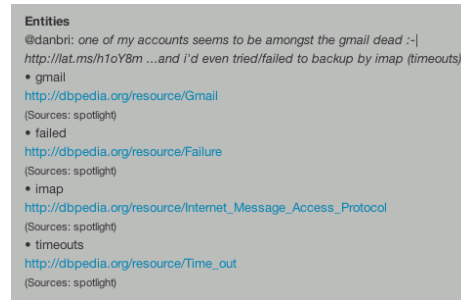 Entities
@danbri: one of my accounts seems to be amongst the gmail dead :-|
http://lat.ms/h1oY8m ...and i'd even tried/failed to backup by imap (timeouts)
• gmail
http://dbpedia.org/resource/Gmail
(Sources: spotlight)
• failed
http://dbpedia.org/resource/Failure
(Sources: spotlight)
• imap
http://dbpedia.org/resource/Internet_Message_Access_Protocol
(Sources: spotlight)
• timeouts
http://dbpedia.org/resource/Time_out
(Sources: spotlight)